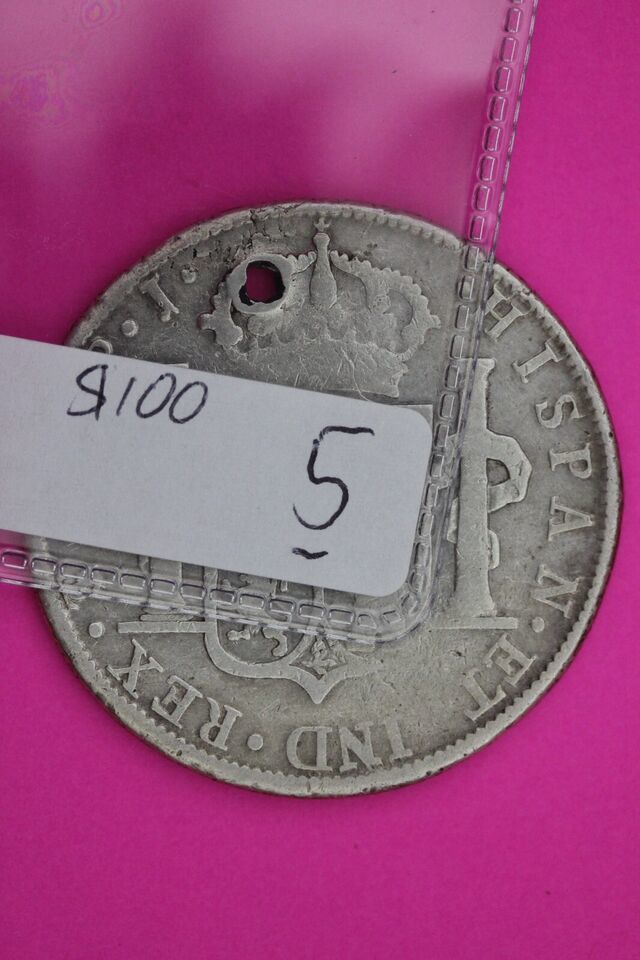 $100
5
HISPAN · ET IND · REX ·
· J ·